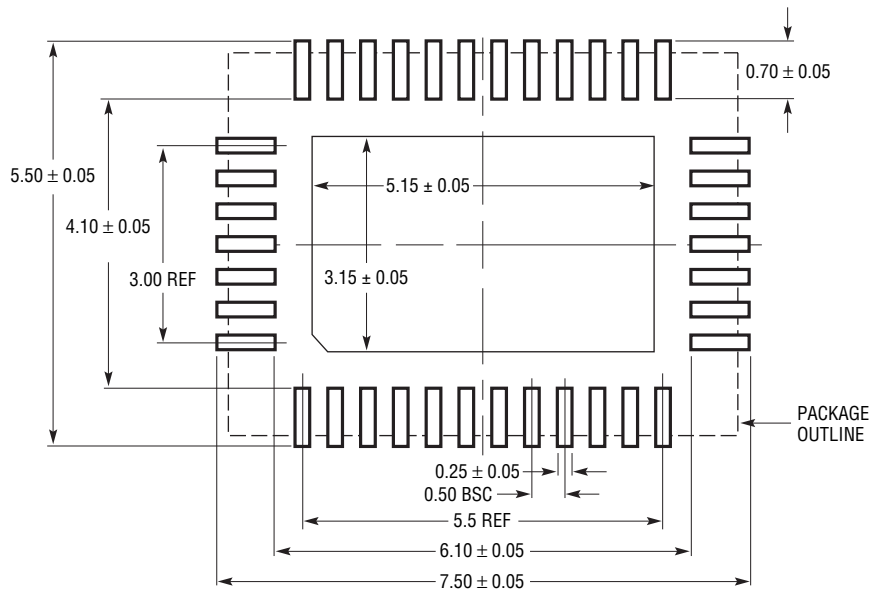 0.70 ± 0.05
5.50 ± 0.05
5.15 ± 0.05
4.10 ± 0.05
3.00 REF
3.15 ± 0.05
PACKAGE
OUTLINE
0.25 ± 0.05
0.50 BSC
5.5 REF
6.10 ± 0.05
7.50 ± 0.05